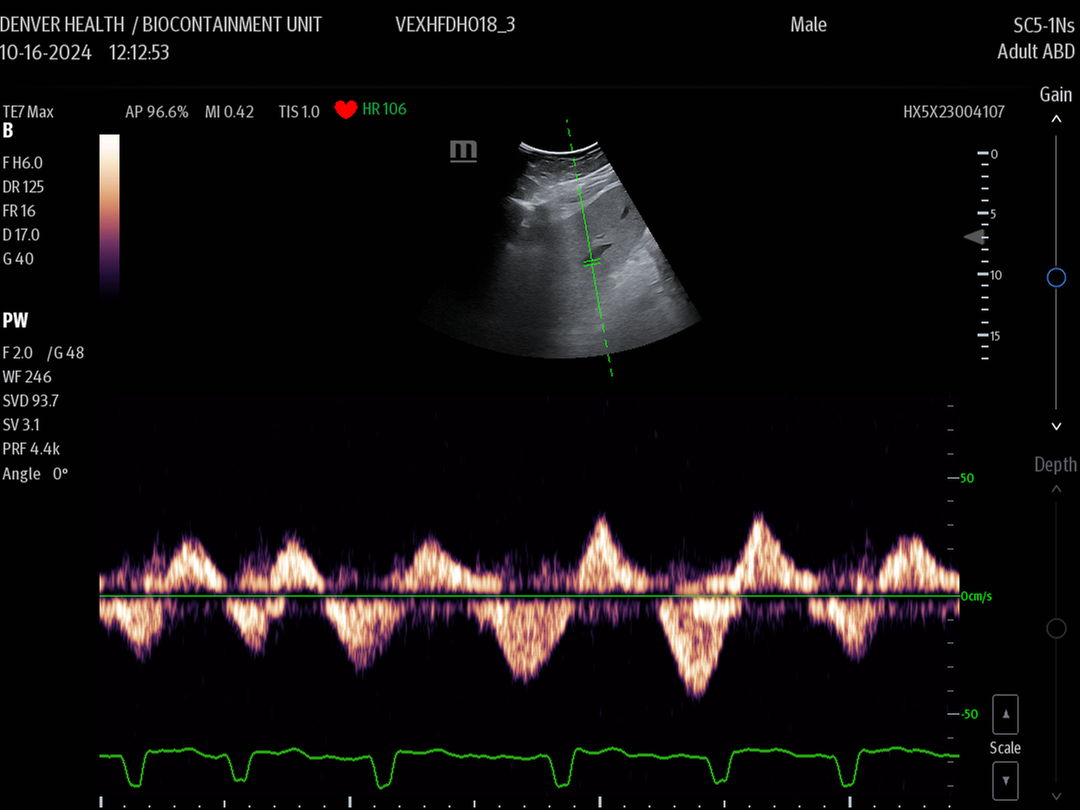 DENVER HEALTH / BIOCONTAINMENT UNIT VEXHFDHO18_3 Male SC5-1Ns
10-16-2024 12:12:53 Adult ABD
TE7 Max AP 96.6% MI 0.42 TIS 1.0 HR 106 HX5X23004107
Gain
B
F H6.0
DR 125
FR 16
D 17.0
G 40
m
0
5
10
15
PW
F 2.0 /G 48
WF 246
SVD 93.7
SV 3.1
PRF 4.4k
Angle 0°
Depth
50
0cm/s
-50
Scale